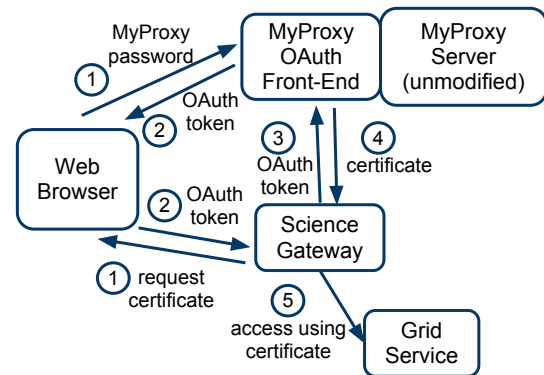 MyProxy
password
1
MyProxy
OAuth
Front-End
MyProxy
Server
(unmodified)
2
OAuth
token
3
OAuth
token
4
certificate
Web
Browser
2
OAuth
token
Science
Gateway
1
request
certificate
5
access using
certificate
Grid
Service